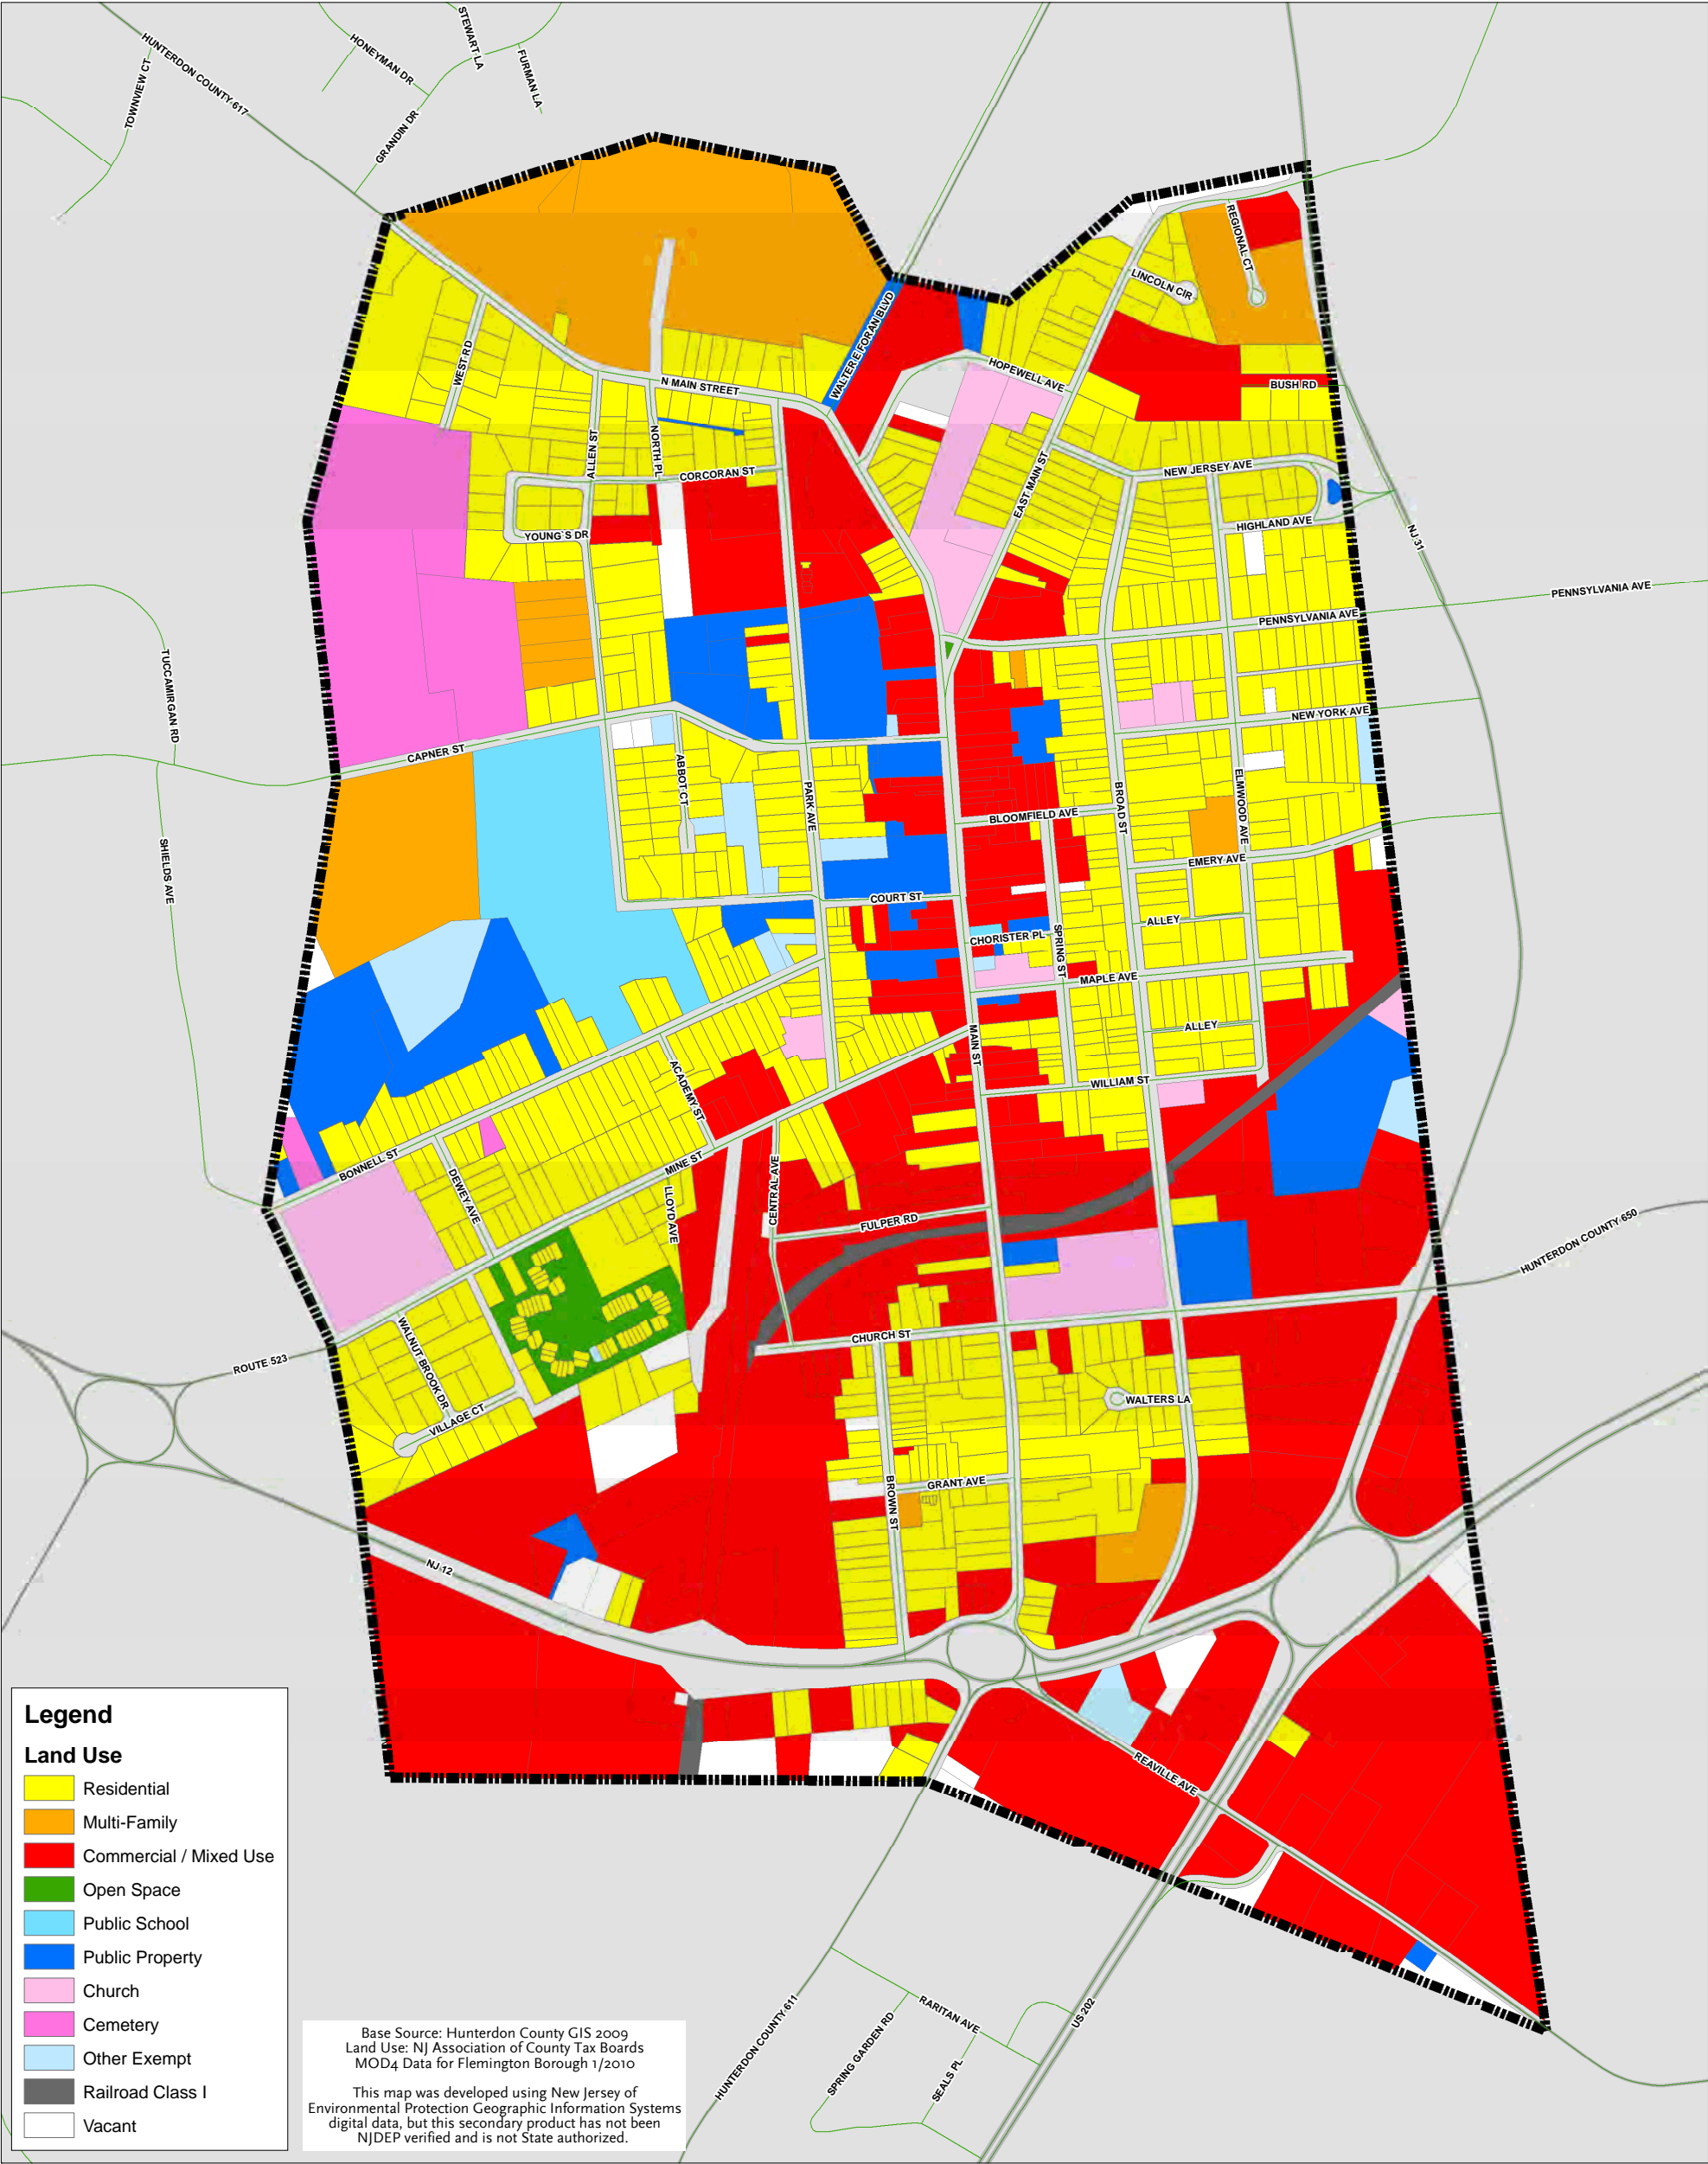 STEWART LA
HONEYMAN DR
HUNTERDON COUNTY 617
TOWNVIEW CT
FURMAN LA
GRANDIN DR
REGIONAL CT
LINCOLN CIR
WALTER E FORAN BLVD
WEST RD
HOPEWELL AVE
N MAIN STREET
BUSH RD
ALLEN ST
NORTH PL
CORCORAN ST
NEW JERSEY AVE
EAST MAIN ST
HIGHLAND AVE
YOUNG`S DR
NJ 31
PENNSYLVANIA AVE
PENNSYLVANIA AVE
TUCCAMIRGAN RD
NEW YORK AVE
CAPNER ST
ABBOT CT
PARK AVE
BROAD ST
ELMWOOD AVE
BLOOMFIELD AVE
SHIELDS AVE
EMERY AVE
COURT ST
ALLEY
CHORISTER PL
SPRING ST
MAPLE AVE
ALLEY
MAIN ST
ACADEMY ST
WILLIAM ST
BONNELL ST
MINE ST
DEWEY AVE
LLOYD AVE
CENTRAL AVE
FULPER RD
HUNTERDON COUNTY 650
CHURCH ST
ROUTE 523
WALNUT BROOK DR
WALTERS LA
VILLAGE CT
GRANT AVE
BROWN ST
NJ 12
REAVILLE AVE
HUNTERDON COUNTY 611
RARITAN AVE
SPRING GARDEN RD
SEALS PL
US 202
Legend
Land Use
Residential
Multi-Family
Commercial / Mixed Use
Open Space
Public School
Public Property
Church
Cemetery
Other Exempt
Railroad Class I
Vacant
Base Source: Hunterdon County GIS 2009
Land Use: NJ Association of County Tax Boards
MOD4 Data for Flemington Borough 1/2010
This map was developed using New Jersey of
Environmental Protection Geographic Information Systems
digital data, but this secondary product has not been
NJDEP verified and is not State authorized.